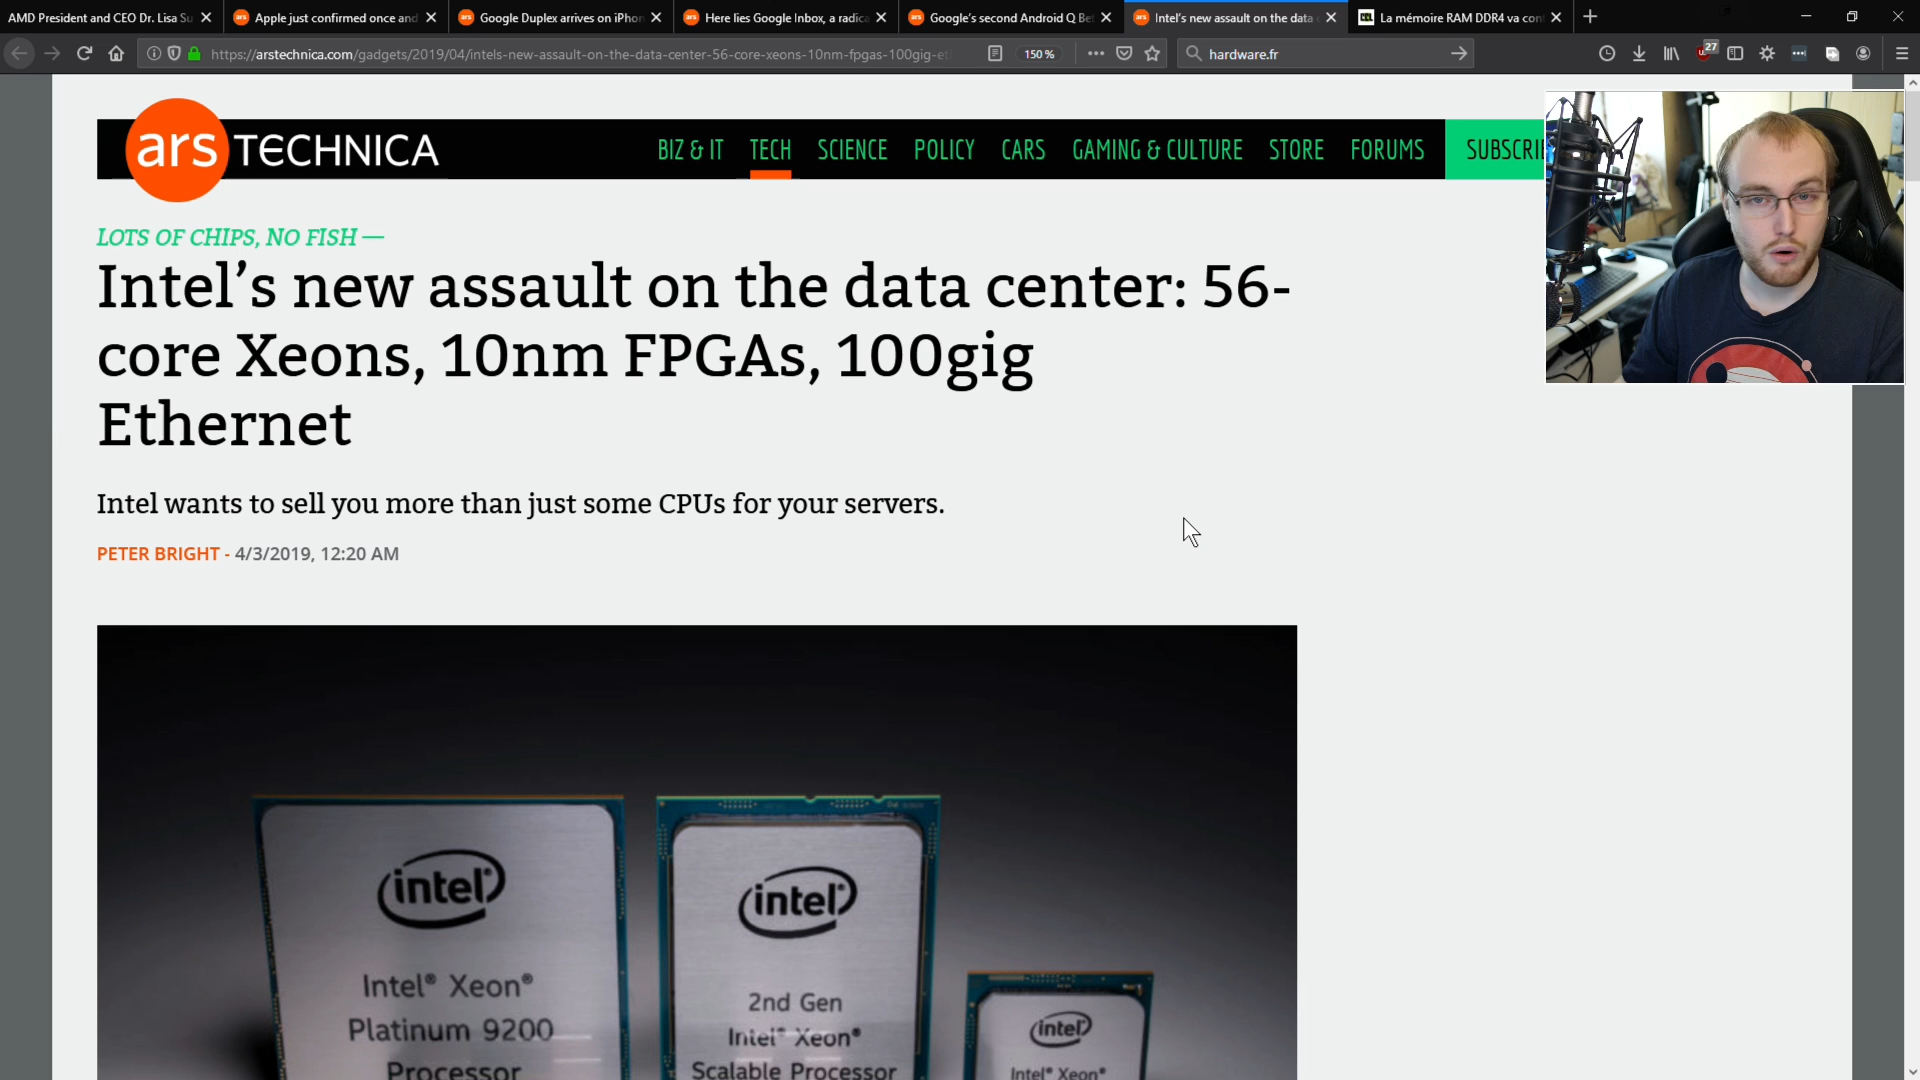 AMD President and CEO Dr. Lisa Su
Apple just confirmed once and
Google Duplex arrives on iPhon
Here lies Google Inbox, a radica
Google's second Android Q Be
Intel's new assault on the data
La mémoire RAM DDR4 va con
https://arstechnica.com/gadgets/2019/04/intels-new-assault-on-the-data-center-56-core-xeons-10nm-fpgas-100gig-et
150 %
hardware.fr
27
ars TECHNICA
BIZ & IT TECH SCIENCE POLICY CARS GAMING & CULTURE STORE FORUMS SUBSCRI
LOTS OF CHIPS, NO FISH —
Intel’s new assault on the data center: 56-
core Xeons, 10nm FPGAs, 100gig
Ethernet
Intel wants to sell you more than just some CPUs for your servers.
PETER BRIGHT - 4/3/2019, 12:20 AM
intel®
Intel® Xeon®
Platinum 9200
Processor
intel®
2nd Gen
Intel® Xeon®
Scalable Processor
intel®
Intel® Xeon®